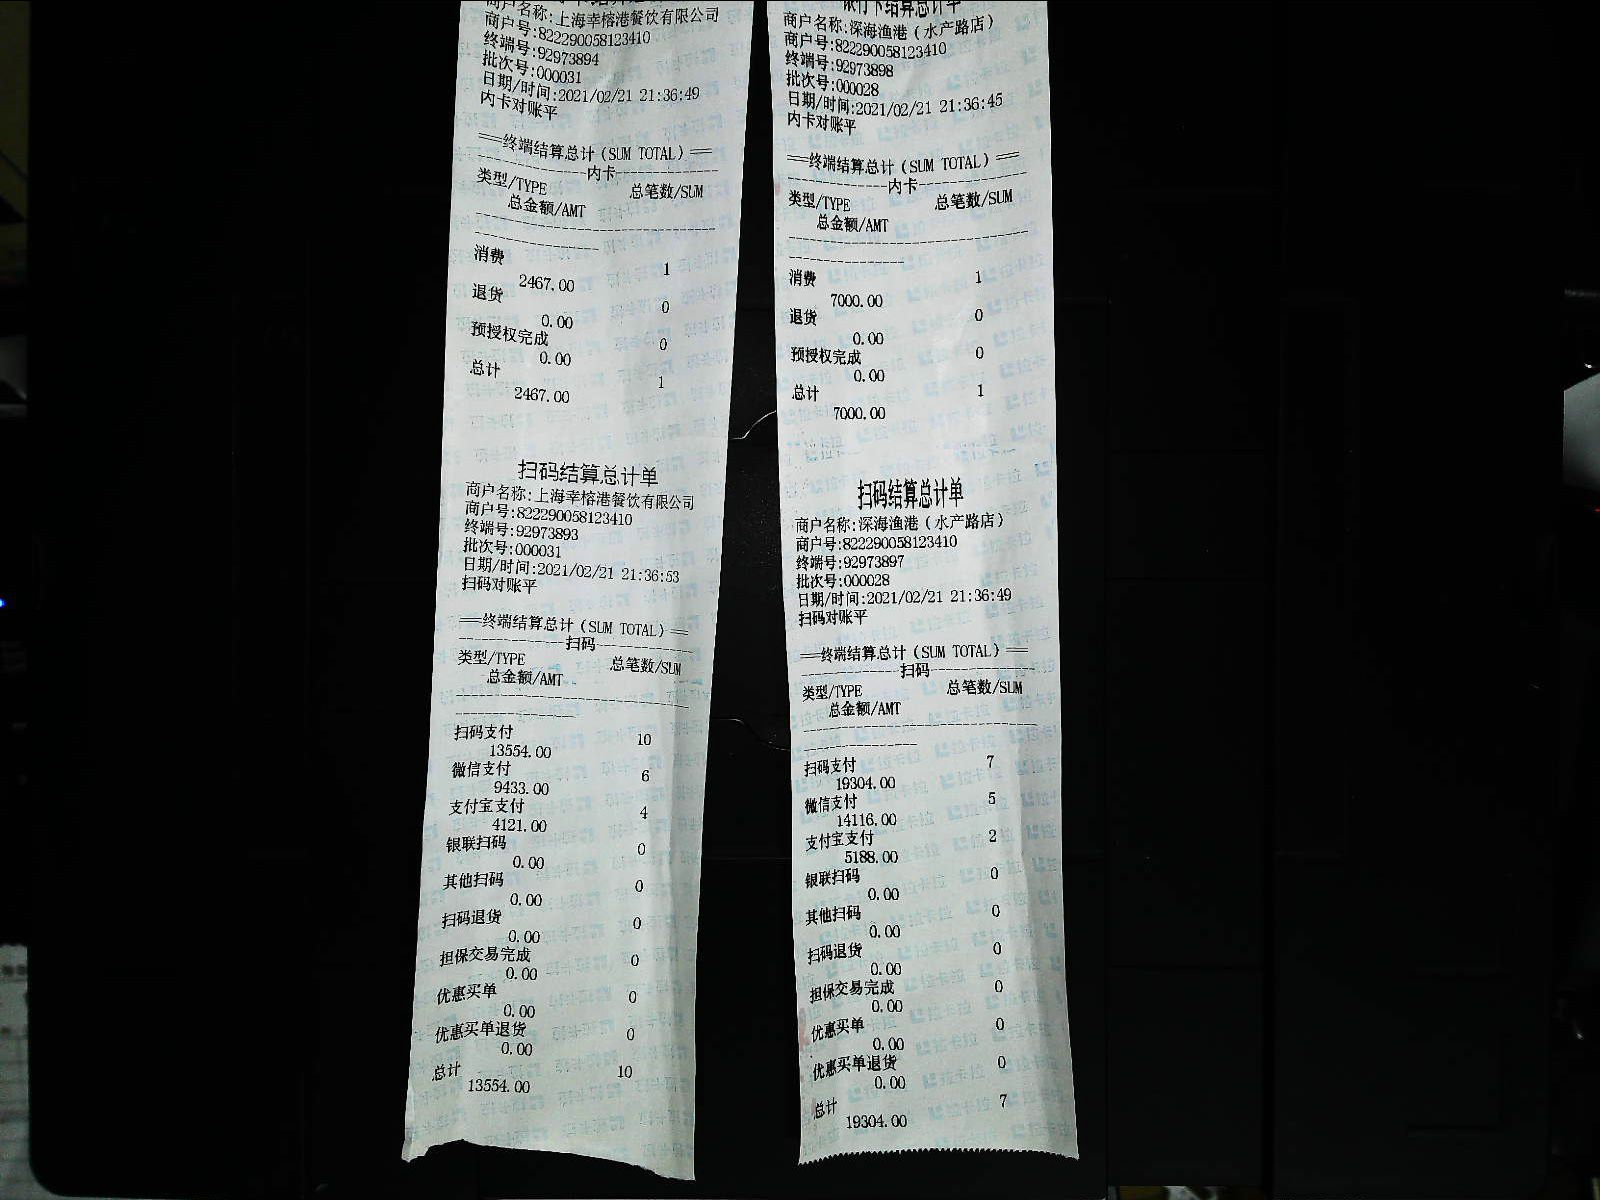 商户名称:上海幸榕港餐饮有限公司
商户号:822290058123410
终端号:92973894
批次号:000031
日期/时间:2021/02/21 21:36:49
内卡对账平
==终端结算总计(SUM TOTAL)==
内卡
类型/TYPE 总笔数/SUM
总金额/AMT
消费 1
2467.00
退货 0
0.00
预授权完成 0
0.00
总计 1
2467.00
扫码结算总计单
商户名称:上海幸榕港餐饮有限公司
商户号:822290058123410
终端号:92973893
批次号:000031
日期/时间:2021/02/21 21:36:53
扫码对账平
==终端结算总计(SUM TOTAL)==
扫码
类型/TYPE 总笔数/SUM
总金额/AMT
扫码支付 10
13554.00
微信支付 6
9433.00
支付宝支付 4
4121.00
银联扫码 0
0.00
其他扫码 0
0.00
扫码退货 0
0.00
担保交易完成 0
0.00
优惠买单 0
0.00
优惠买单退货 0
0.00
总计 10
13554.00
银行卡结算总计单
商户名称:深海渔港(水产路店)
商户号:822290058123410
终端号:92973898
批次号:000028
日期/时间:2021/02/21 21:36:45
内卡对账平
==终端结算总计(SUM TOTAL)==
内卡
类型/TYPE 总笔数/SUM
总金额/AMT
消费 1
7000.00
退货 0
0.00
预授权完成 0
0.00
总计 1
7000.00
扫码结算总计单
商户名称:深海渔港(水产路店)
商户号:822290058123410
终端号:92973897
批次号:000028
日期/时间:2021/02/21 21:36:49
扫码对账平
==终端结算总计(SUM TOTAL)==
扫码
类型/TYPE 总笔数/SUM
总金额/AMT
扫码支付 7
19304.00
微信支付 5
14116.00
支付宝支付 2
5188.00
银联扫码 0
0.00
其他扫码 0
0.00
扫码退货 0
0.00
担保交易完成 0
0.00
优惠买单 0
0.00
优惠买单退货 0
0.00
总计 7
19304.00